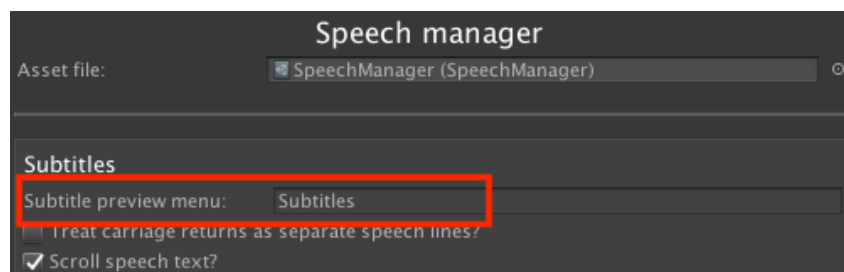 Speech manager
Asset file: SpeechManager (SpeechManager)
Subtitles
Subtitle preview menu: Subtitles
Treat carriage returns as separate speech lines?
Scroll speech text?